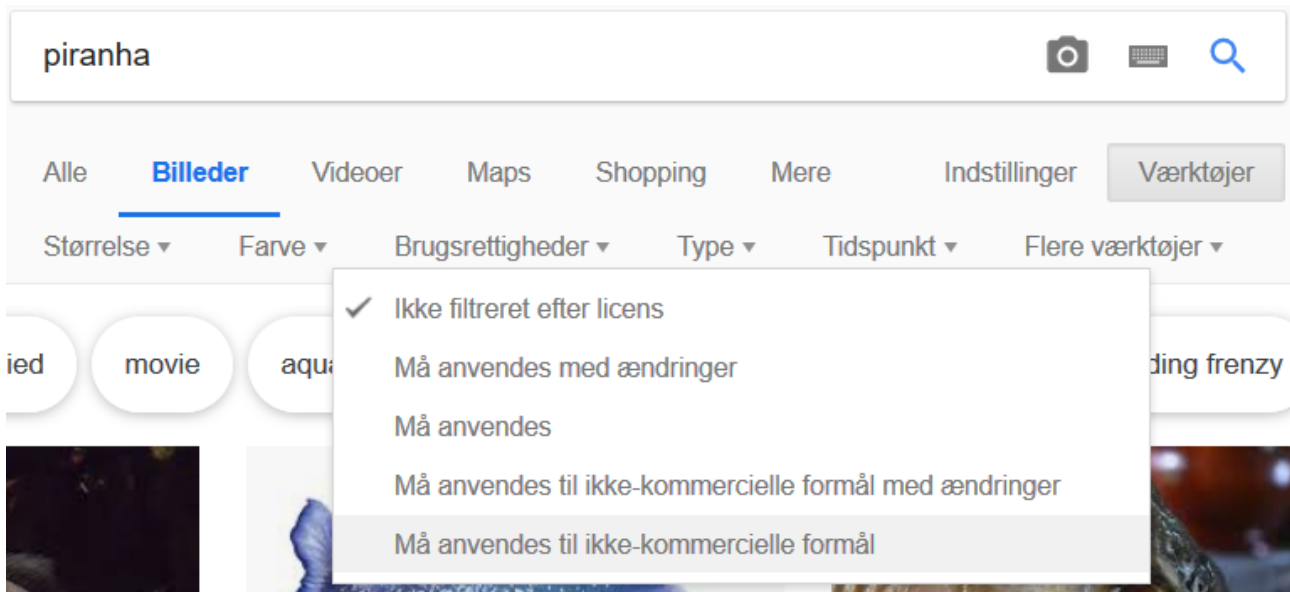 piranha
Alle Billeder Videoer Maps Shopping Mere Indstillinger Værktøjer
Størrelse Farve Brugsrettigheder Type Tidspunkt Flere værktøjer
Ikke filtreret efter licens
ied movie aqua Må anvendes med ændringer ding frenzy
Må anvendes
Må anvendes til ikke-kommercielle formål med ændringer
Må anvendes til ikke-kommercielle formål